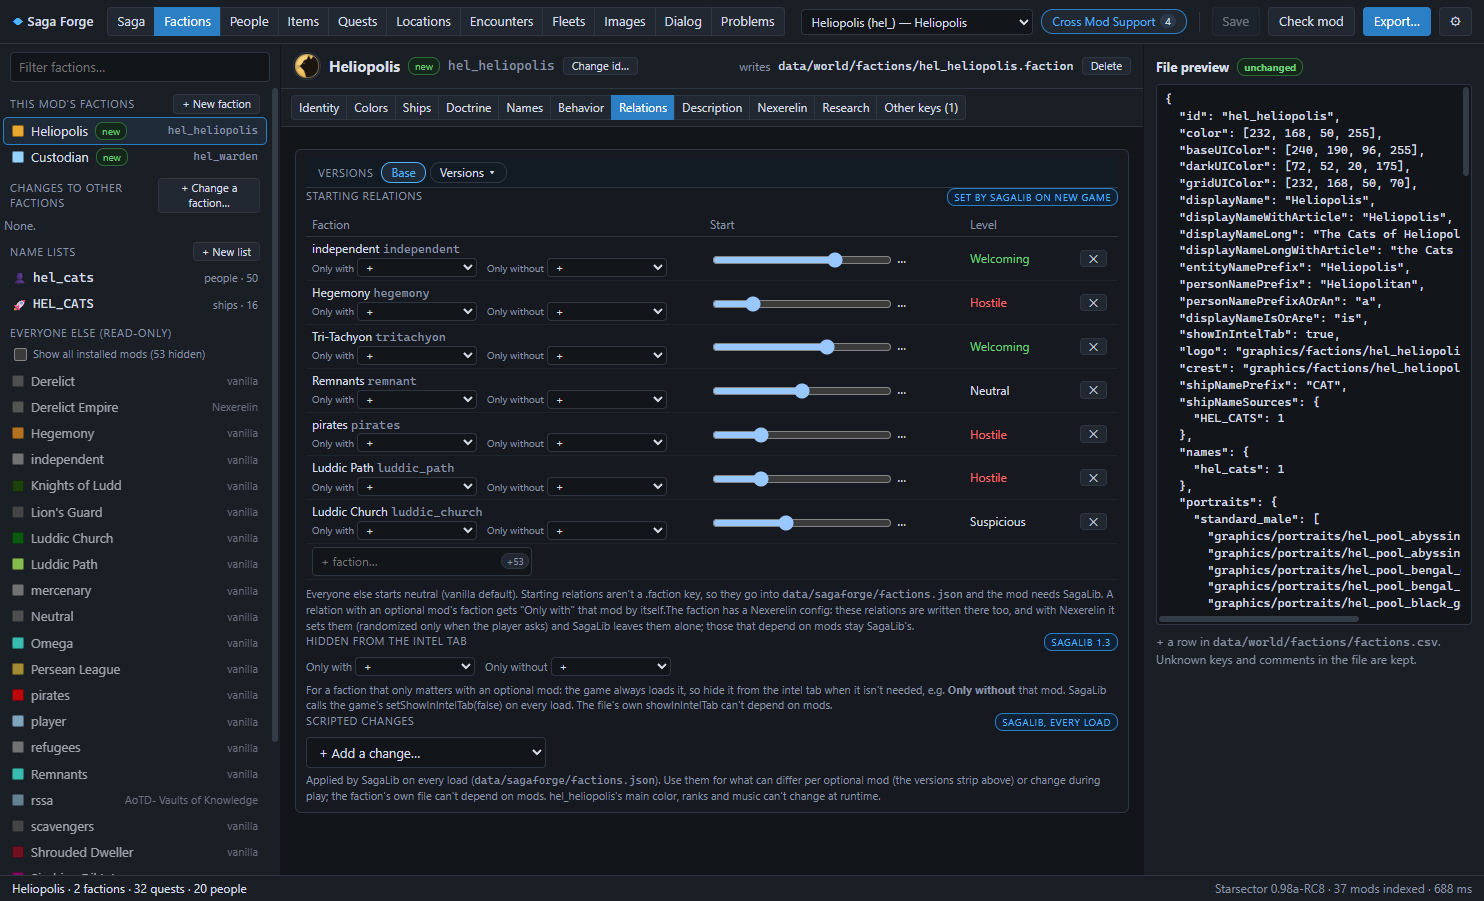 Saga Forge
Saga
Factions
People
Items
Quests
Locations
Encounters
Fleets
Images
Dialog
Problems
Heliopolis (hel_) — Heliopolis
Cross Mod Support 4
Save
Check mod
Export...
Filter factions...
THIS MOD'S FACTIONS
+ New faction
Heliopolis new hel_heliopolis
Custodian new hel_warden
CHANGES TO OTHER
FACTIONS
+ Change a
faction...
None.
NAME LISTS
+ New list
hel_cats people · 50
HEL_CATS ships · 16
EVERYONE ELSE (READ-ONLY)
Show all installed mods (53 hidden)
Derelict vanilla
Derelict Empire Nexerelin
Hegemony vanilla
independent vanilla
Knights of Ludd vanilla
Lion's Guard vanilla
Luddic Church vanilla
Luddic Path vanilla
mercenary vanilla
Neutral vanilla
Omega vanilla
Persean League vanilla
pirates vanilla
player vanilla
refugees vanilla
Remnants vanilla
rssa AoTD- Vaults of Knowledge
scavengers vanilla
Shrouded Dweller vanilla
Heliopolis new hel_heliopolis Change id...
writes data/world/factions/hel_heliopolis.faction Delete
Identity
Colors
Ships
Doctrine
Names
Behavior
Relations
Description
Nexerelin
Research
Other keys (1)
VERSIONS Base Versions ▾
STARTING RELATIONS
SET BY SAGALIB ON NEW GAME
Faction Start Level
independent independent
Only with + Only without + ... Welcoming ✕
Hegemony hegemony
Only with + Only without + Hostile ✕
Tri-Tachyon tritachyon
Only with + Only without + ... Welcoming ✕
Remnants remnant
Only with + Only without + ... Neutral ✕
pirates pirates
Only with + Only without + ... Hostile ✕
Luddic Path luddic_path
Only with + Only without + ... Hostile ✕
Luddic Church luddic_church
Only with + Only without + ... Suspicious ✕
+ faction... +53
Everyone else starts neutral (vanilla default). Starting relations aren't a .faction key, so they go into data/sagaforge/factions.json and the mod needs SagaLib. A
relation with an optional mod's faction gets "Only with" that mod by itself.The faction has a Nexerelin config: these relations are written there too, and with Nexerelin it
sets them (randomized only when the player asks) and SagaLib leaves them alone; those that depend on mods stay SagaLib's.
HIDDEN FROM THE INTEL TAB
SAGALIB 1.3
Only with + Only without +
For a faction that only matters with an optional mod: the game always loads it, so hide it from the intel tab when it isn't needed, e.g. Only without that mod. SagaLib
calls the game's setShowInIntelTab(false) on every load. The file's own showInIntelTab can't depend on mods.
SCRIPTED CHANGES
SAGALIB, EVERY LOAD
+ Add a change...
Applied by SagaLib on every load (data/sagaforge/factions.json). Use them for what can differ per optional mod (the versions strip above) or change during
play; the faction's own file can't depend on mods. hel_heliopolis's main color, ranks and music can't change at runtime.
File preview unchanged
{
"id": "hel_heliopolis",
"color": [232, 168, 50, 255],
"baseUIColor": [240, 190, 96, 255],
"darkUIColor": [72, 52, 20, 175],
"gridUIColor": [232, 168, 50, 70],
"displayName": "Heliopolis",
"displayNameWithArticle": "Heliopolis",
"displayNameLong": "The Cats of Heliopol
"displayNameLongWithArticle": "the Cats
"entityNamePrefix": "Heliopolis",
"personNamePrefix": "Heliopolitan",
"personNamePrefixAOrAn": "a",
"displayNameIsOrAre": "is",
"showInIntelTab": true,
"logo": "graphics/factions/hel_heliopoli
"crest": "graphics/factions/hel_heliopol
"shipNamePrefix": "CAT",
"shipNameSources": {
"HEL_CATS": 1
},
"names": {
"hel_cats": 1
},
"portraits": {
"standard_male": [
"graphics/portraits/hel_pool_abyssin
"graphics/portraits/hel_pool_abyssin
"graphics/portraits/hel_pool_bengal_
"graphics/portraits/hel_pool_bengal_
"graphics/portraits/hel_pool_black_g
+ a row in data/world/factions/factions.csv.
Unknown keys and comments in the file are kept.
Heliopolis · 2 factions · 32 quests · 20 people
Starsector 0.98a-RC8 · 37 mods indexed · 688 ms